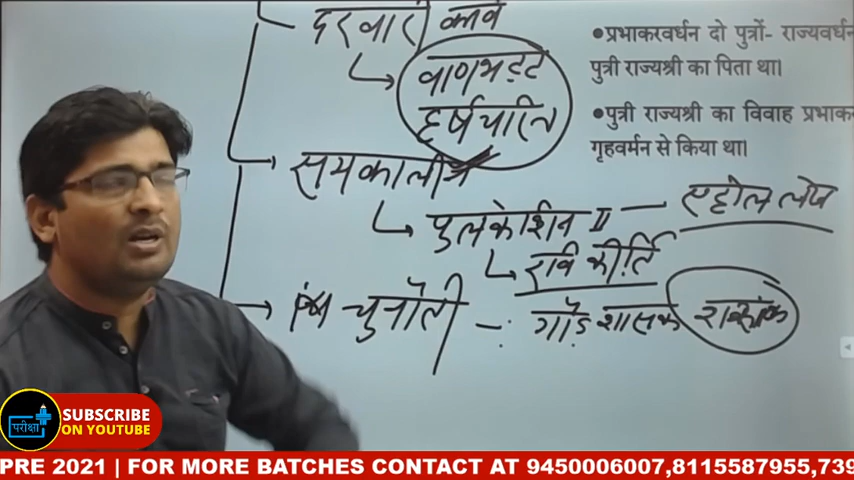 दरबारी कवि
●प्रभाकरवर्धन दो पुत्रों- राज्यवर्धन
पुत्री राज्यश्री का पिता था।
वाणभट्ट
हर्षचरित
●पुत्री राज्यश्री का विवाह प्रभाक
गृहवर्मन से किया था।
समकालीन
पुलकेशिन II — एहोल लेख
रवि कीर्ति
चुनौती — गौड़ शासक शशांक
परीक्षा
SUBSCRIBE
ON YOUTUBE
PRE 2021 | FOR MORE BATCHES CONTACT AT 9450006007,8115587955,739